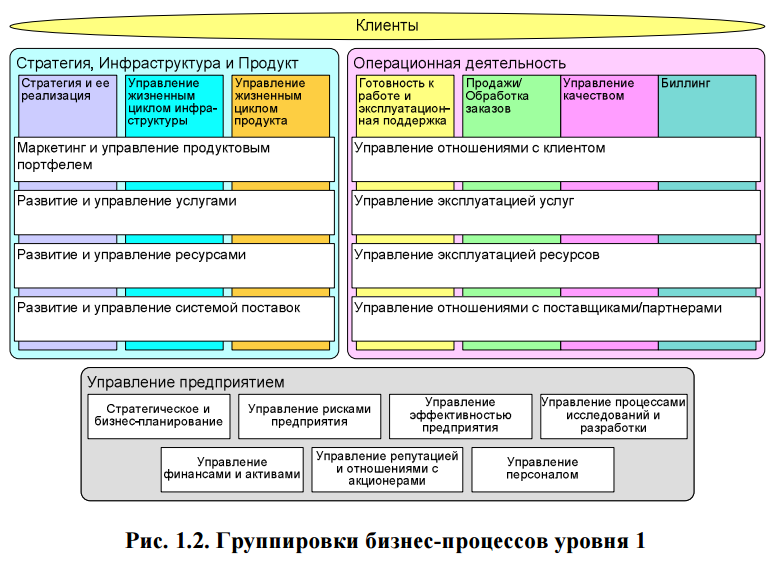 Клиенты
Стратегия, Инфраструктура и Продукт
Стратегия и ее
реализация
Управление
жизненным
циклом инфра-
структуры
Управление
жизненным
циклом
продукта
Маркетинг и управление продуктовым
портфелем
Развитие и управление услугами
Развитие и управление ресурсами
Развитие и управление системой поставок
Операционная деятельность
Готовность к
работе и
эксплуатацион-
ная поддержка
Продажи/
Обработка
заказов
Управление
качеством
Биллинг
Управление отношениями с клиентом
Управление эксплуатацией услуг
Управление эксплуатацией ресурсов
Управление отношениями с поставщиками/партнерами
Управление предприятием
Стратегическое и
бизнес-планирование
Управление рисками
предприятия
Управление
эффективностью
предприятия
Управление процессами
исследований и
разработки
Управление
финансами и активами
Управление репутацией
и отношениями с
акционерами
Управление
персоналом
Рис. 1.2. Группировки бизнес-процессов уровня 1